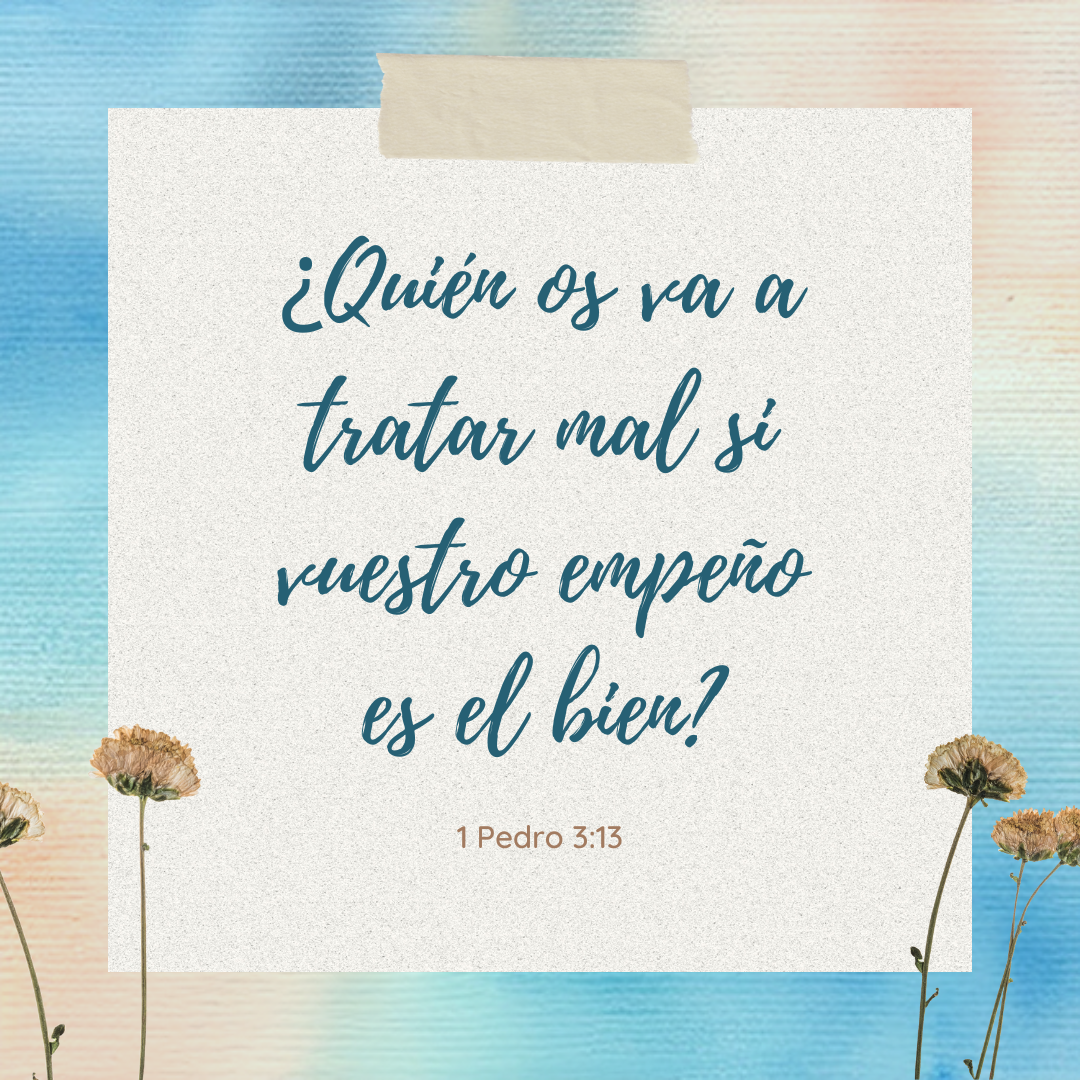 ¿Quién os va a
tratar mal si
vuestro empeño
es el bien?
1 Pedro 3:13